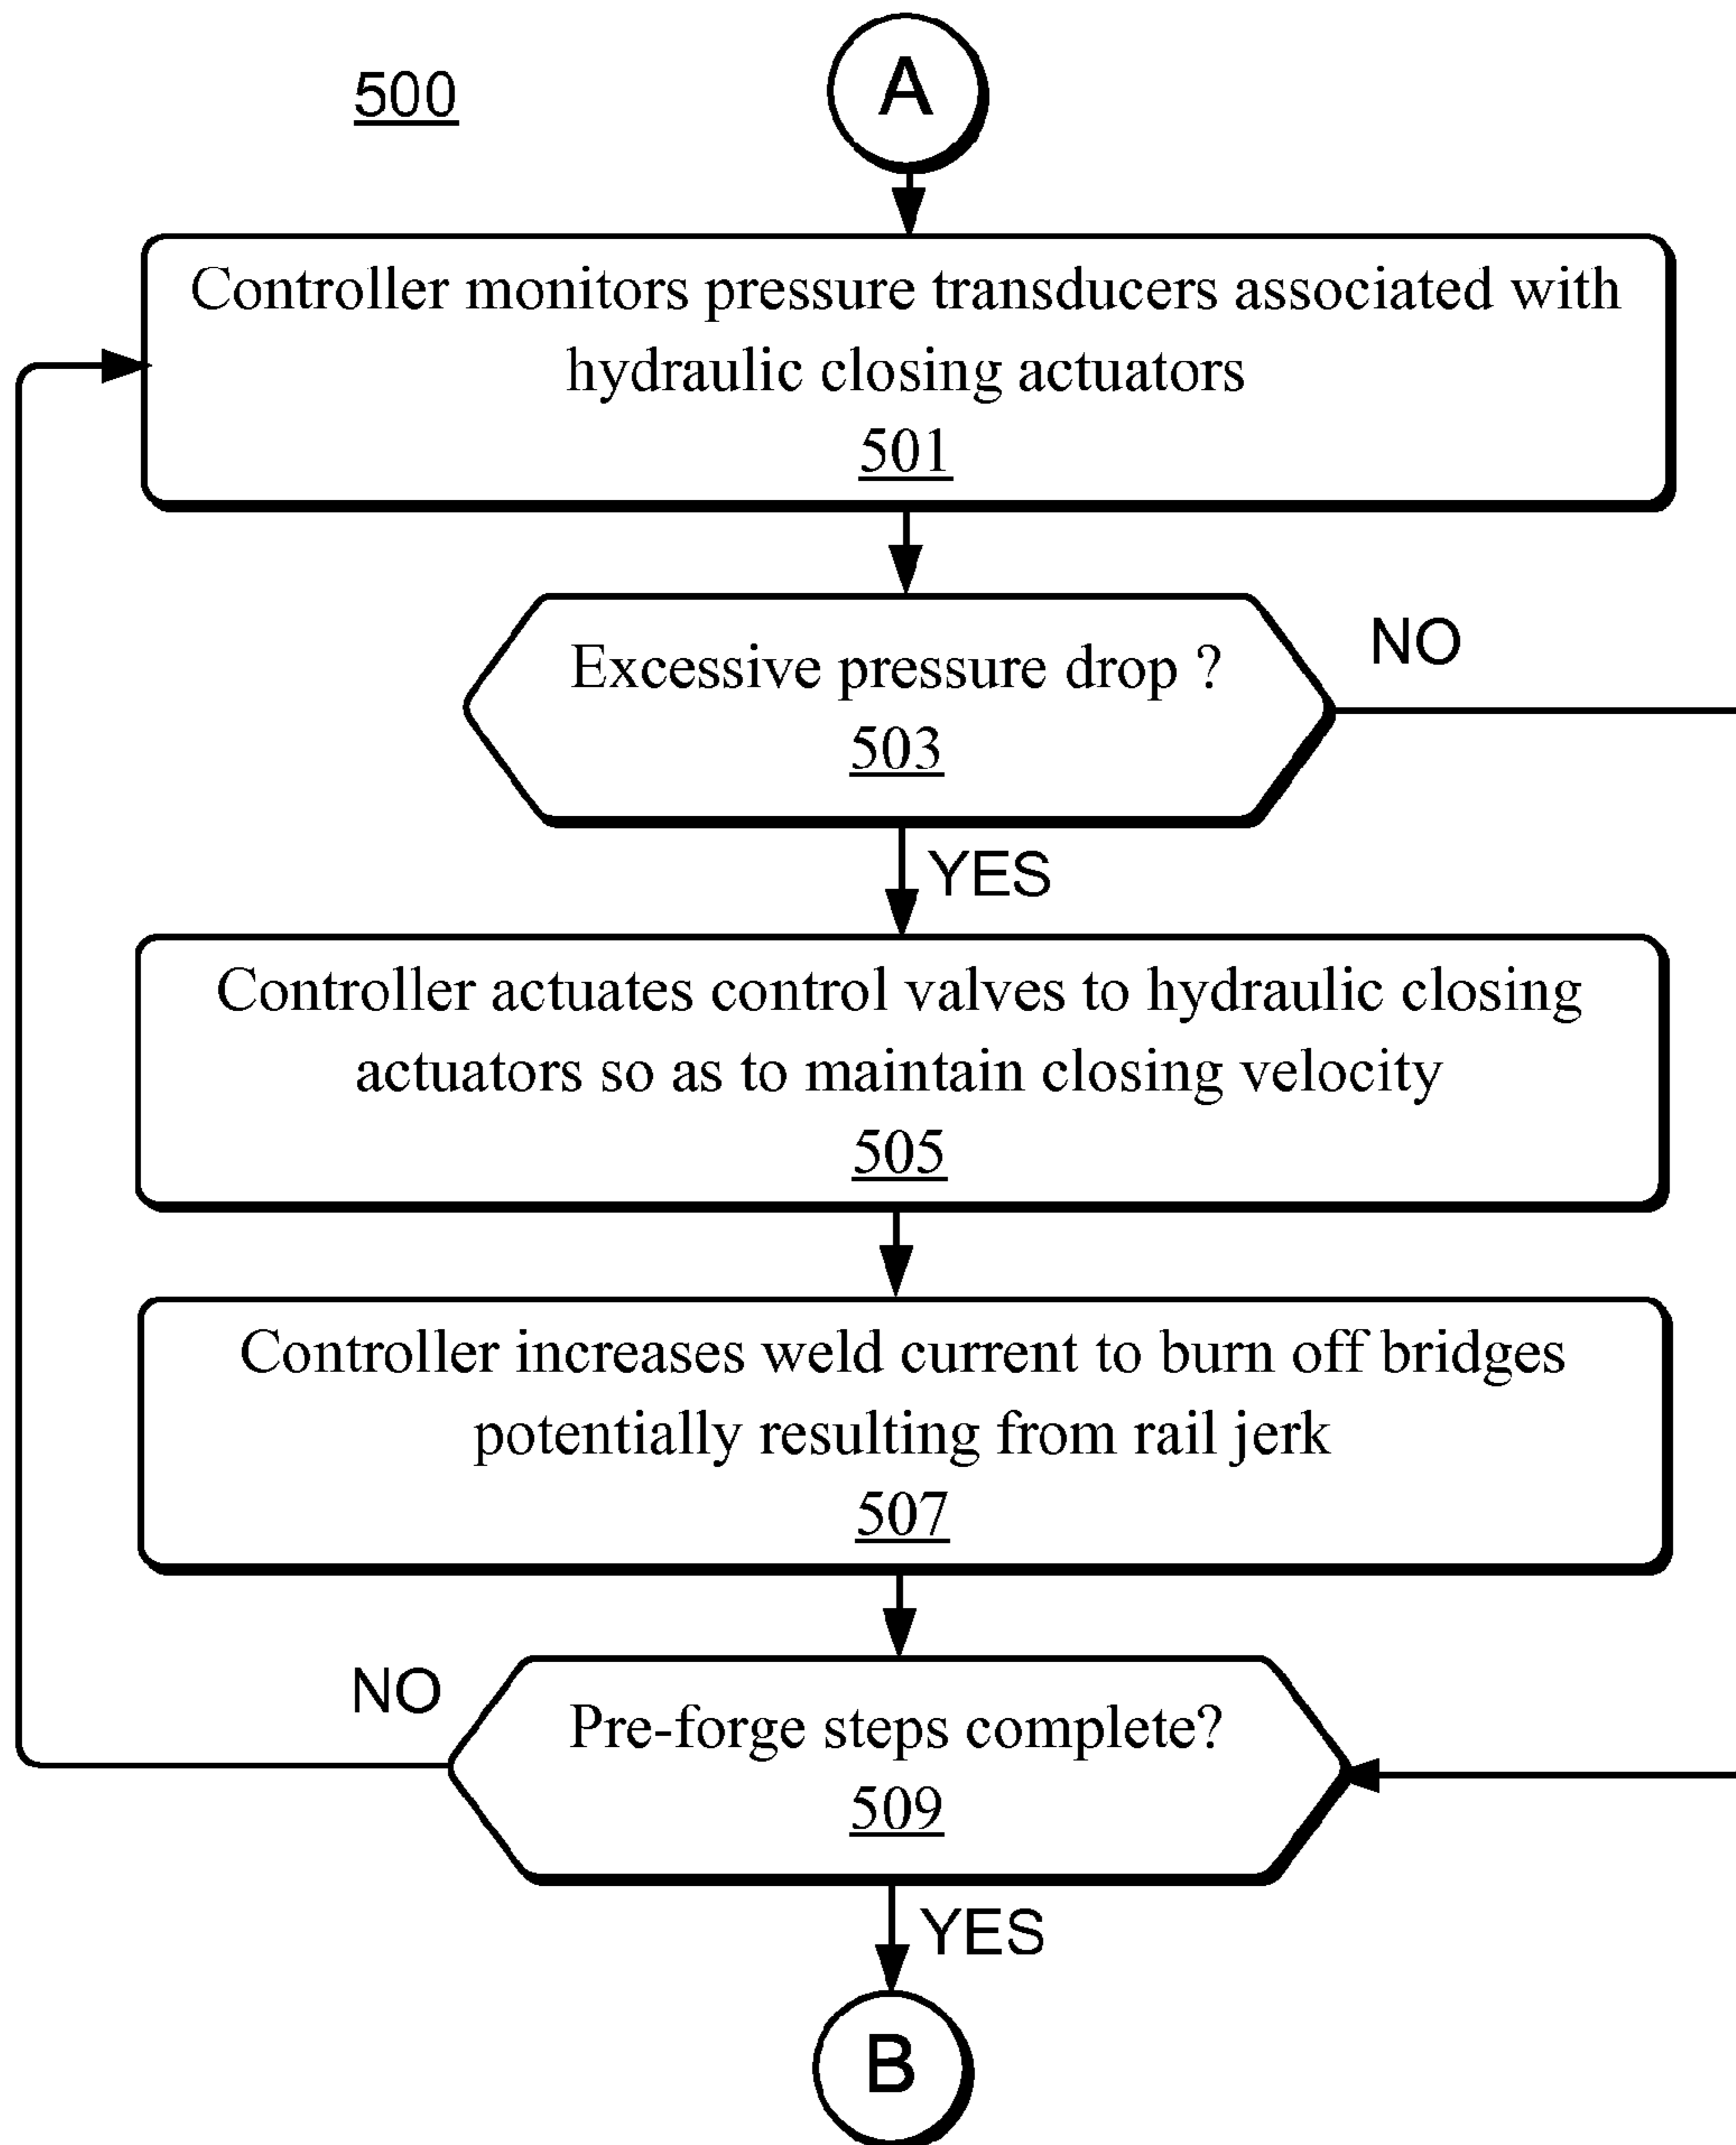 500
A
Controller monitors pressure transducers associated with
hydraulic closing actuators
501
Excessive pressure drop ?
503
NO
YES
Controller actuates control valves to hydraulic closing
actuators so as to maintain closing velocity
505
Controller increases weld current to burn off bridges
potentially resulting from rail jerk
507
NO
Pre-forge steps complete?
509
YES
B